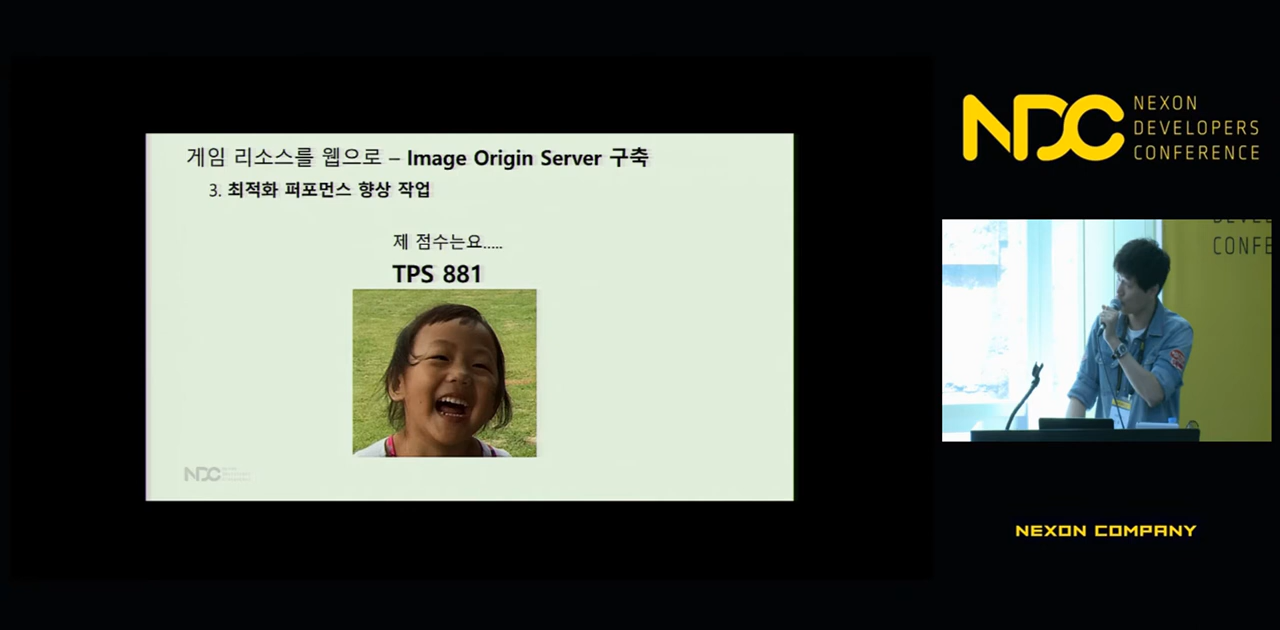 게임 리소스를 웹으로 – Image Origin Server 구축
3. 최적화 퍼포먼스 향상 작업
제 점수는요.....
TPS 881
NDC
NDC
NEXON
DEVELOPERS
CONFERENCE
CONFE
NEXON COMPANY